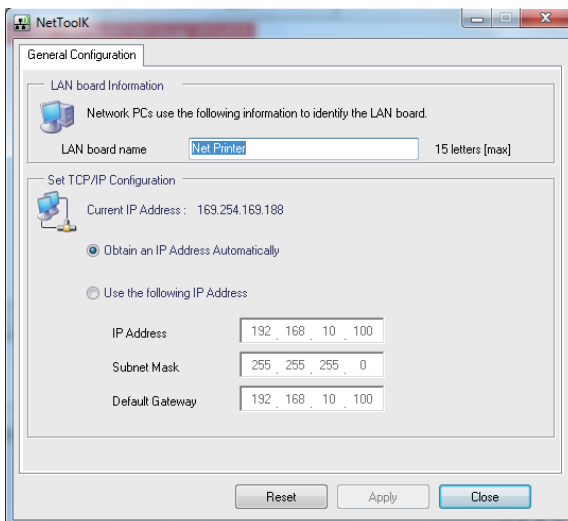 NetToolK
General Configuration
LAN board Information
Network PCs use the following information to identify the LAN board.
LAN board name Net Printer 15 letters [max]
Set TCP/IP Configuration
Current IP Address : 169.254.169.188
Obtain an IP Address Automatically
Use the following IP Address
IP Address 192 . 168 . 10 . 100
Subnet Mask 255 . 255 . 255 . 0
Default Gateway 192 . 168 . 10 . 100
Reset Apply Close